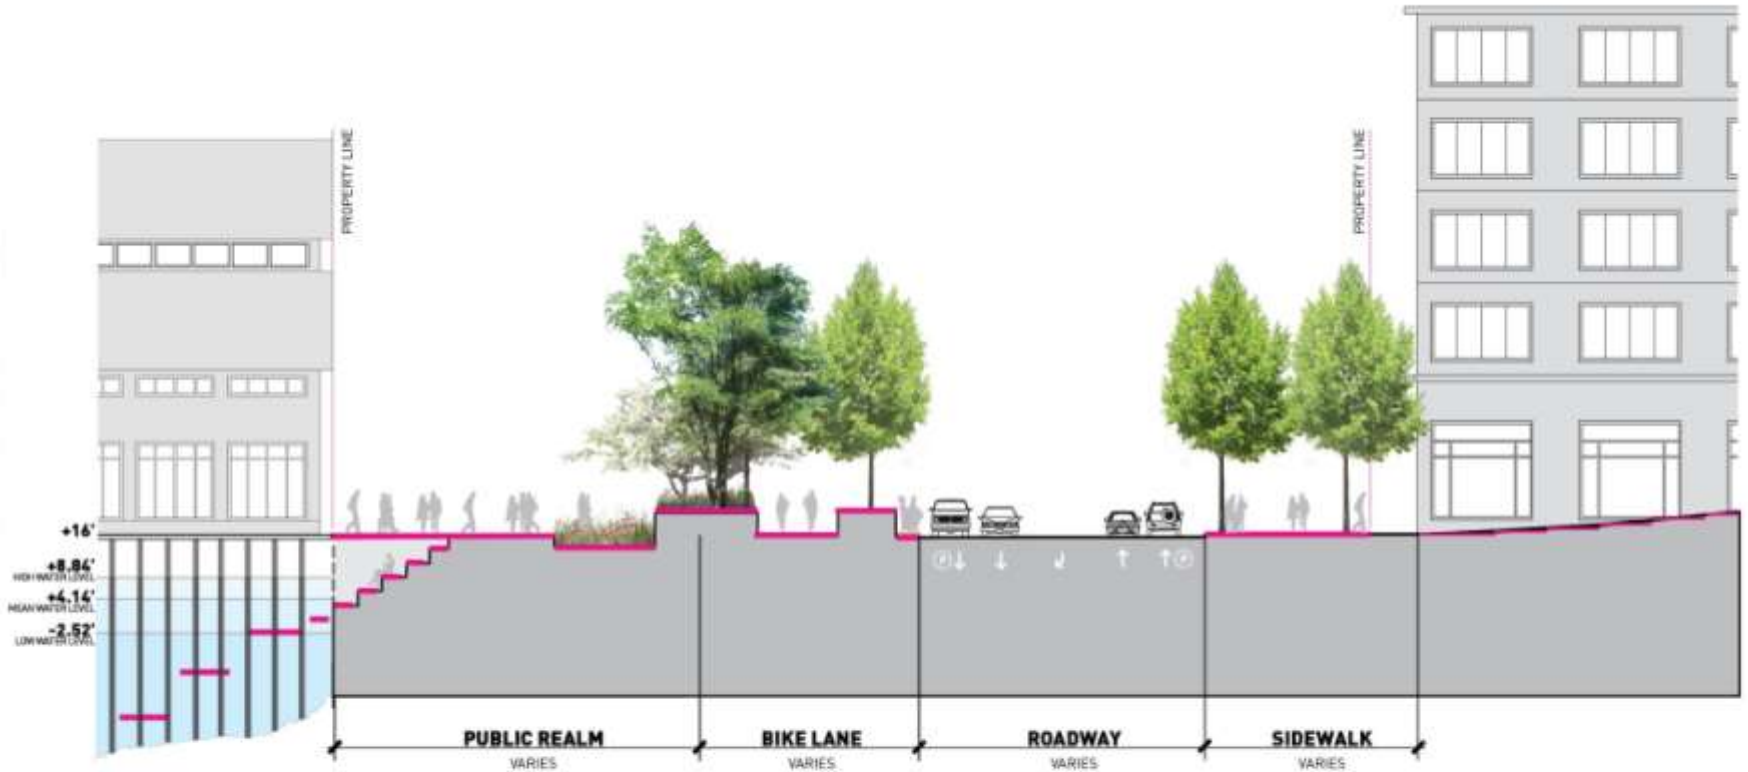 PROPERTY LINE
PROPERTY LINE
+16'
+8.84'
HIGH WATER LEVEL
+4.14'
MEAN WATER LEVEL
-2.52'
LOW WATER LEVEL
P
P
PUBLIC REALM
VARIES
BIKE LANE
VARIES
ROADWAY
VARIES
SIDEWALK
VARIES